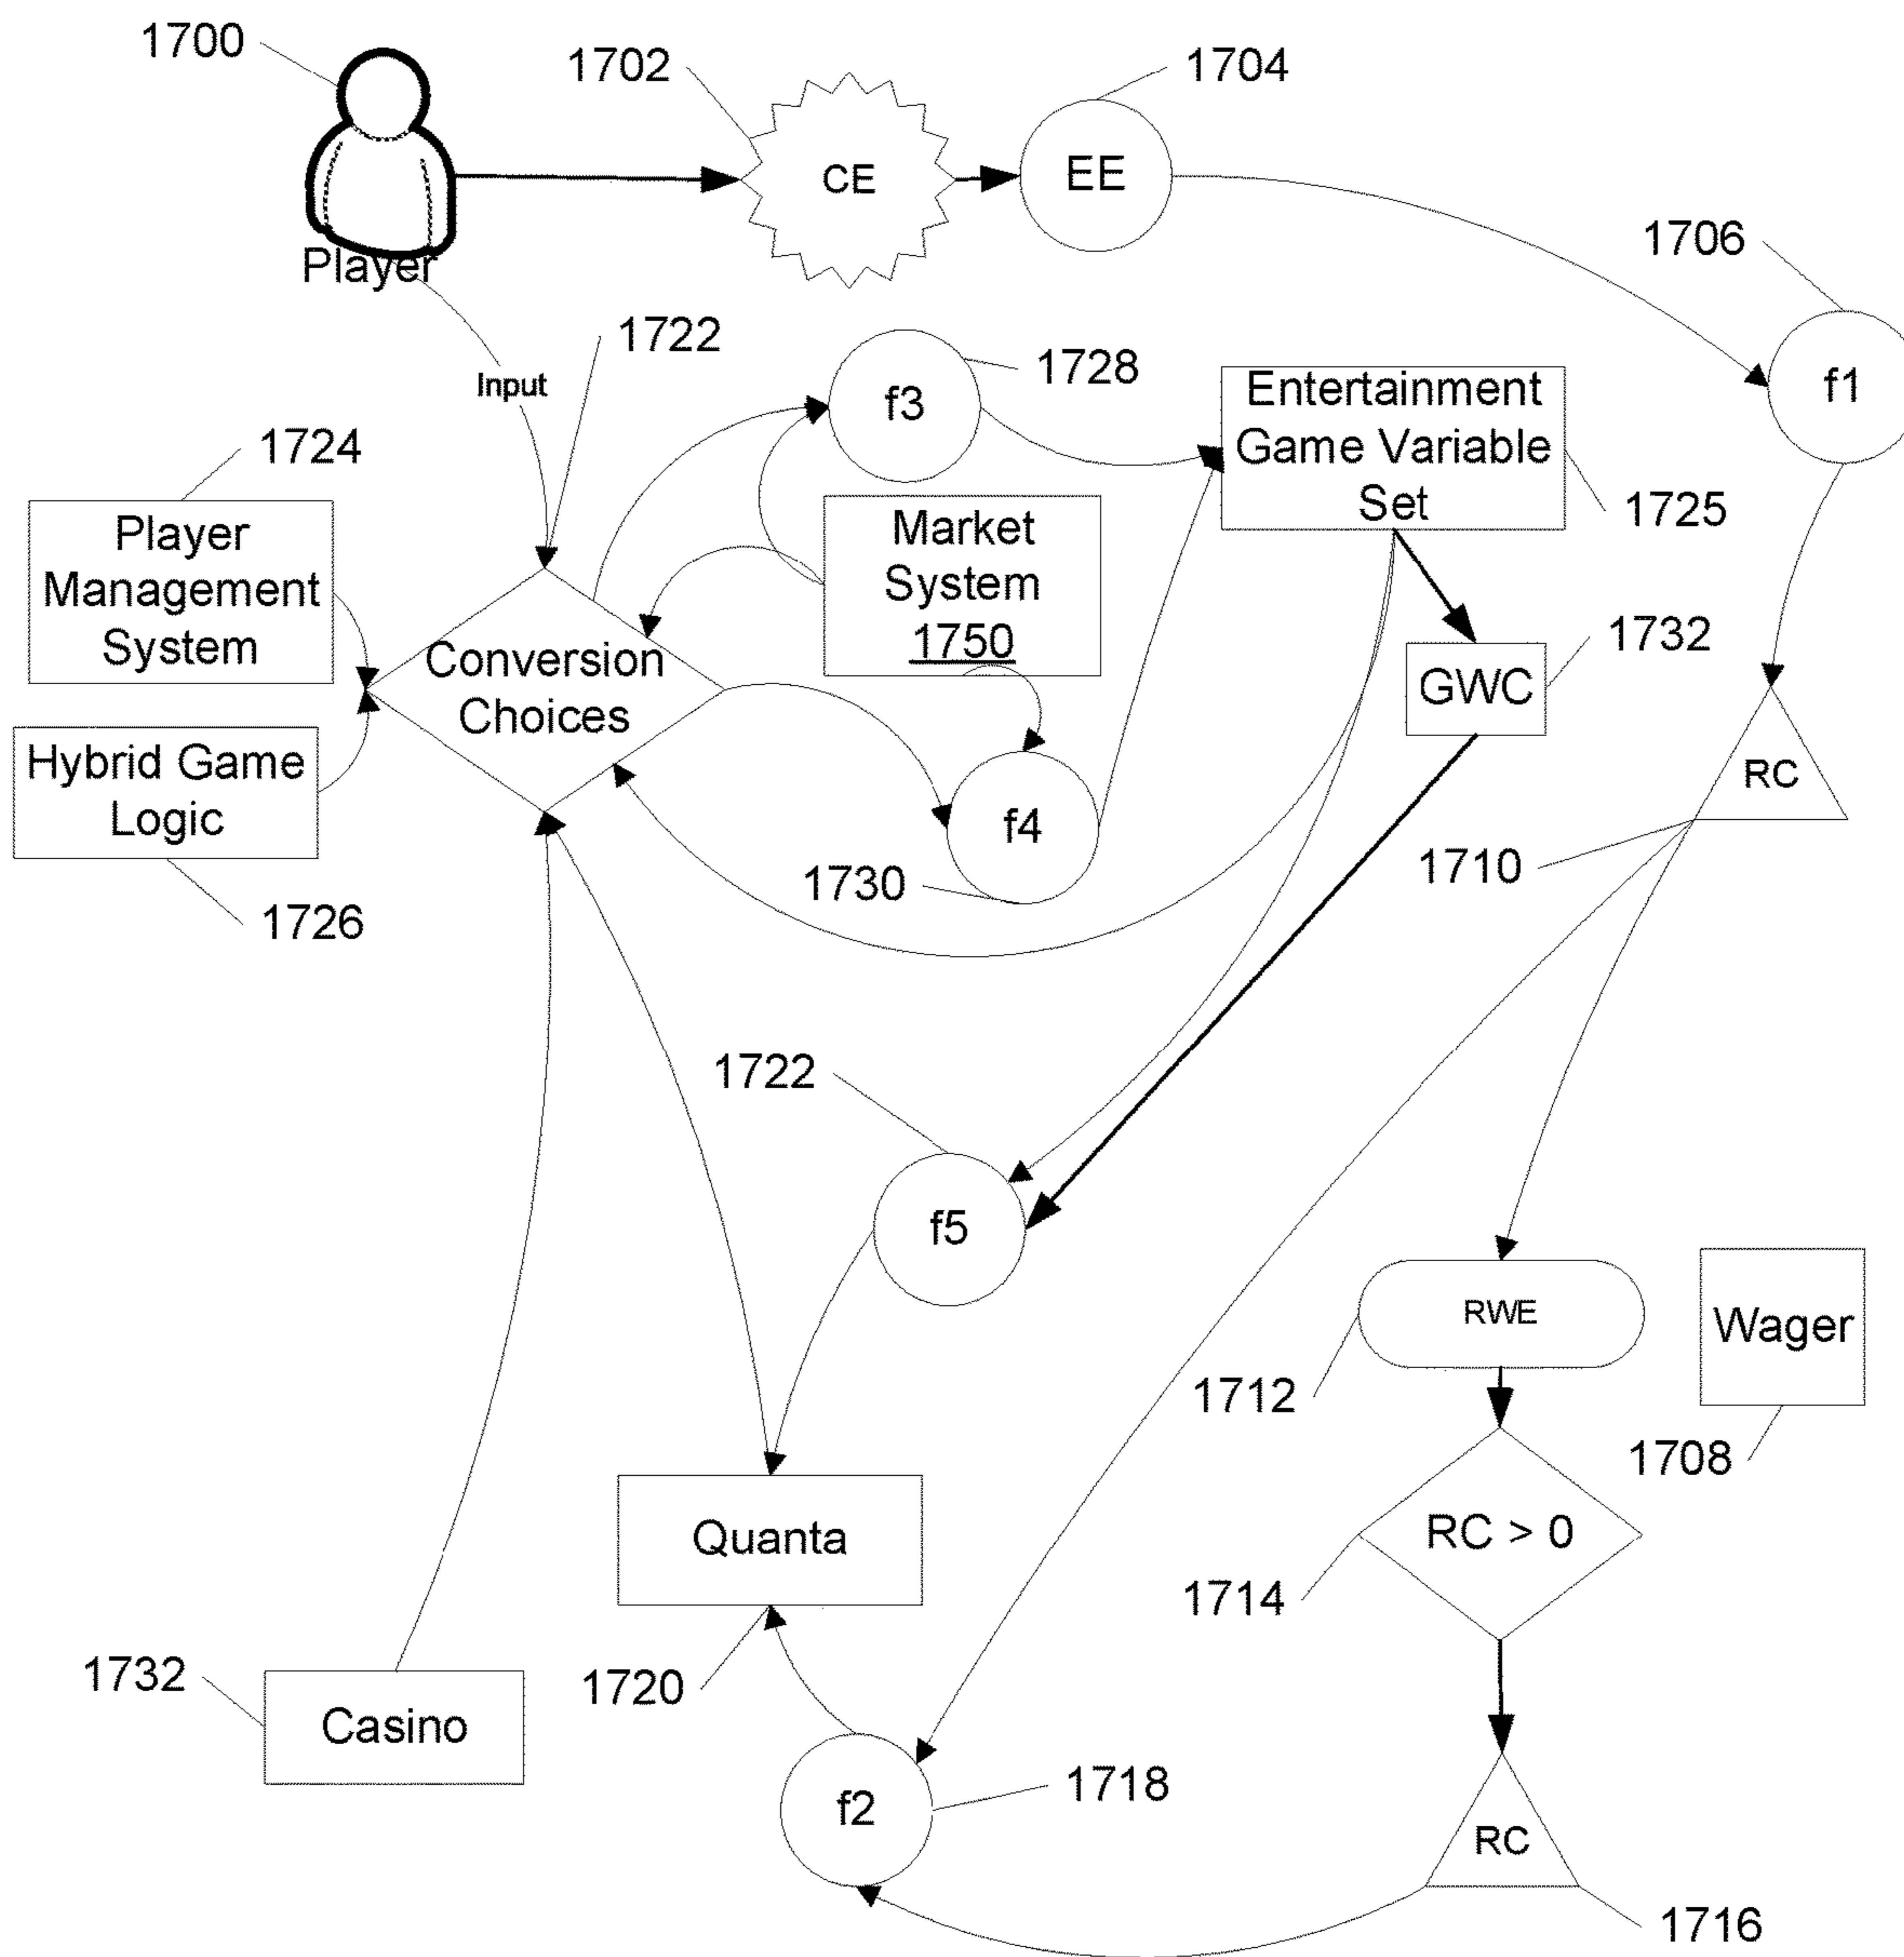 1700
1702
1704
CE
EE
1706
Player
1722
Input
1728
f3
f1
Entertainment
Game Variable
Set
1724
Player
Management
System
Market
System
1750
1725
1732
Conversion
Choices
GWC
Hybrid Game
Logic
RC
f4
1730
1710
1726
1722
f5
RWE
Wager
1712
1708
Quanta
RC > 0
1714
1732
1720
Casino
f2
1718
RC
1716